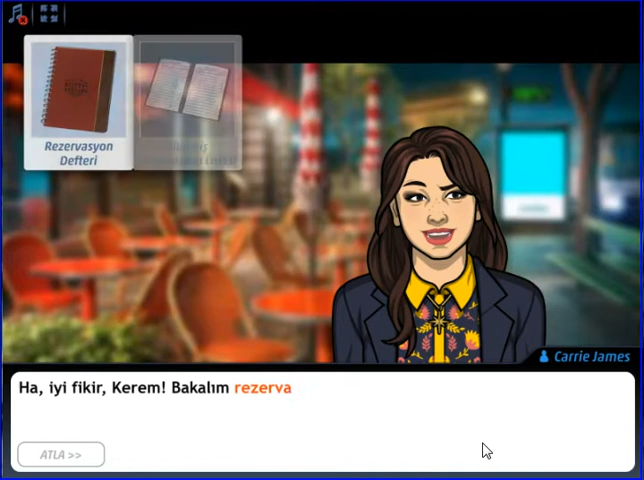 Rezervasyon
Defteri
Carrie James
Ha, iyi fikir, Kerem! Bakalım rezerva
ATLA >>